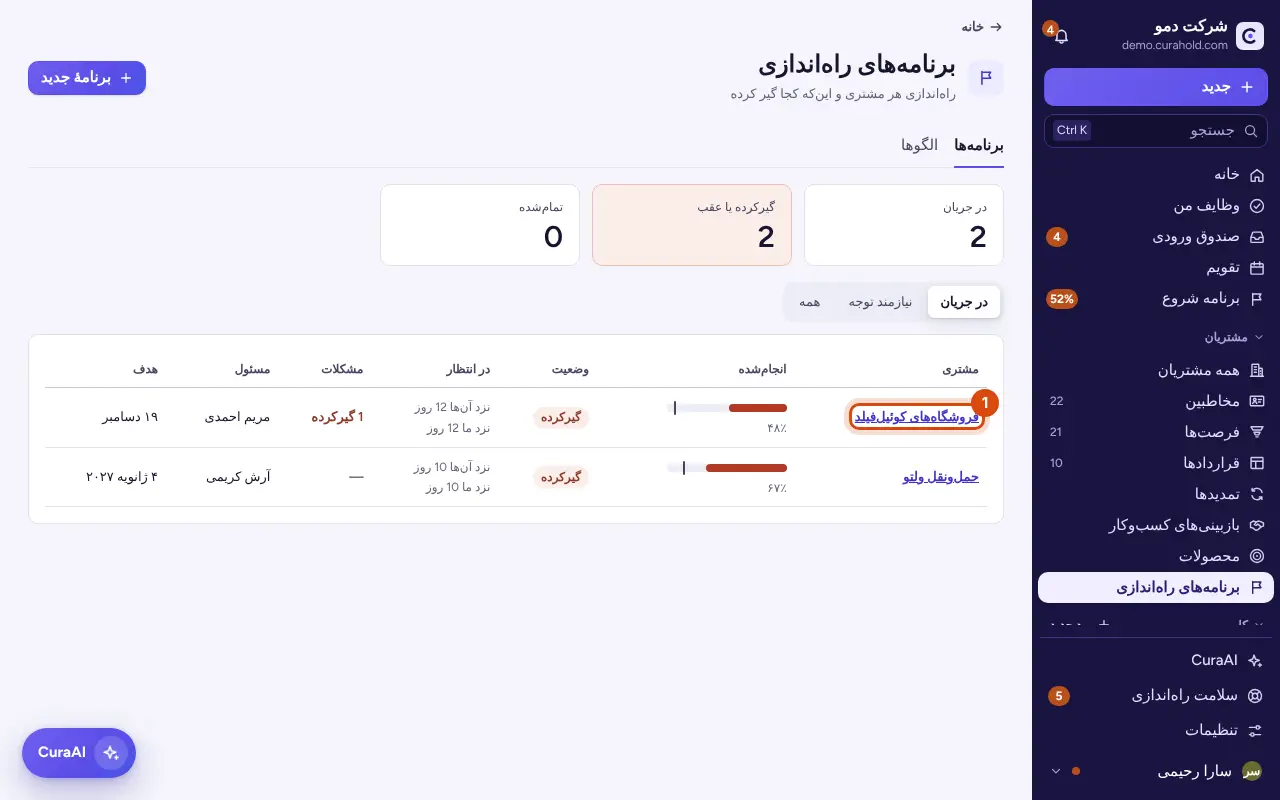 شرکت دمو
demo.curahold.com
4
جدید
جستجو
Ctrl K
خانه
وظایف من
صندوق ورودی
4
تقویم
برنامه شروع
52%
مشتریان
همه مشتریان
مخاطبین
22
فرصت‌ها
21
قراردادها
10
تمدیدها
بازبینی‌های کسب‌وکار
محصولات
برنامه‌های راه‌اندازی
CuraAI
سلامت راه‌اندازی
5
تنظیمات
سر
سارا رحیمی
خانه
برنامه‌های راه‌اندازی
راه‌اندازی هر مشتری و این‌که کجا گیر کرده
برنامهٔ جدید
برنامه‌ها
الگوها
در جریان
2
گیرکرده یا عقب
2
تمام‌شده
0
در جریان
نیازمند توجه
همه
مشتری انجام‌شده وضعیت در انتظار مشکلات مسئول هدف
1
فروشگاه‌های کوئیل‌فیلد
۴۸٪
گیرکرده
نزد آن‌ها 12 روز
نزد ما 12 روز
1 گیرکرده
مریم احمدی
۱۹ دسامبر
حمل‌ونقل ولتو
۶۷٪
گیرکرده
نزد آن‌ها 10 روز
نزد ما 10 روز
—
آرش کریمی
۴ ژانویه ۲۰۲۷
CuraAI